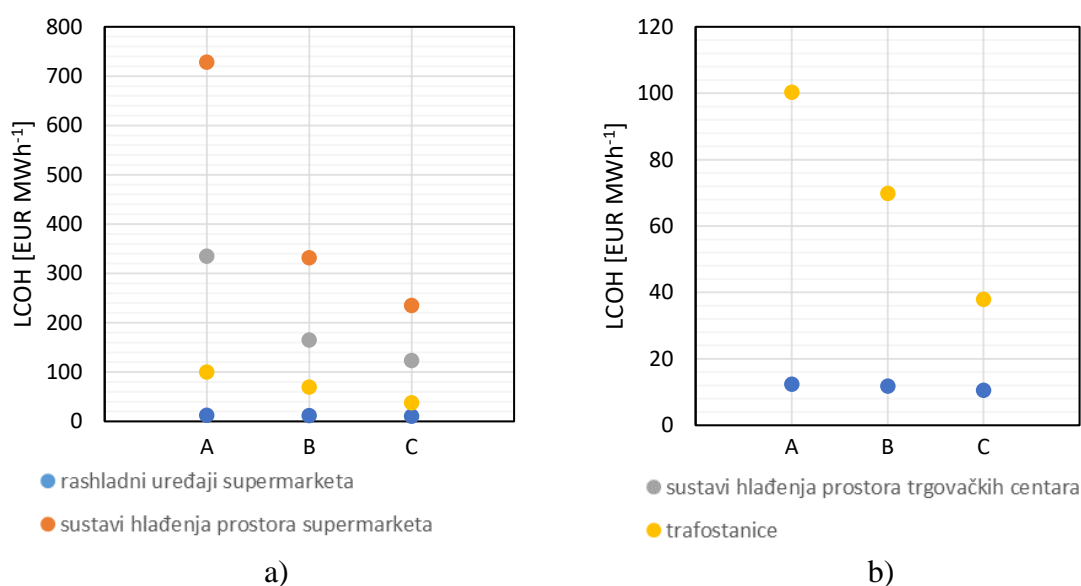 800
700
600
500
400
300
200
100
0
LCOH [EUR MWh-1]
A B C
rashladni uređaji supermarketa
sustavi hlađenja prostora supermarketa
a)
120
100
80
60
40
20
0
LCOH [EUR MWh-1]
A B C
sustavi hlađenja prostora trgovačkih centara
trafostanice
b)